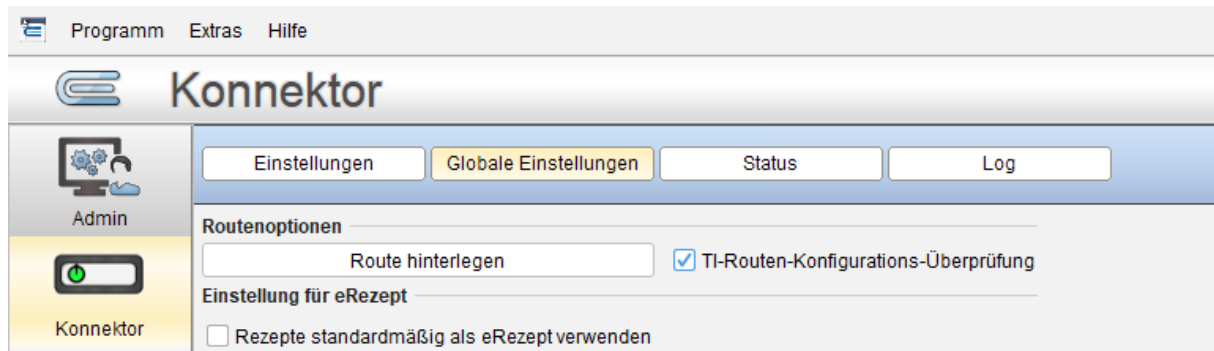 Programm Extras Hilfe
Konnektor
Einstellungen Globale Einstellungen Status Log
Admin
Routenoptionen
Route hinterlegen TI-Routen-Konfigurations-Überprüfung
Einstellung für eRezept
Konnektor
Rezepte standardmäßig als eRezept verwenden